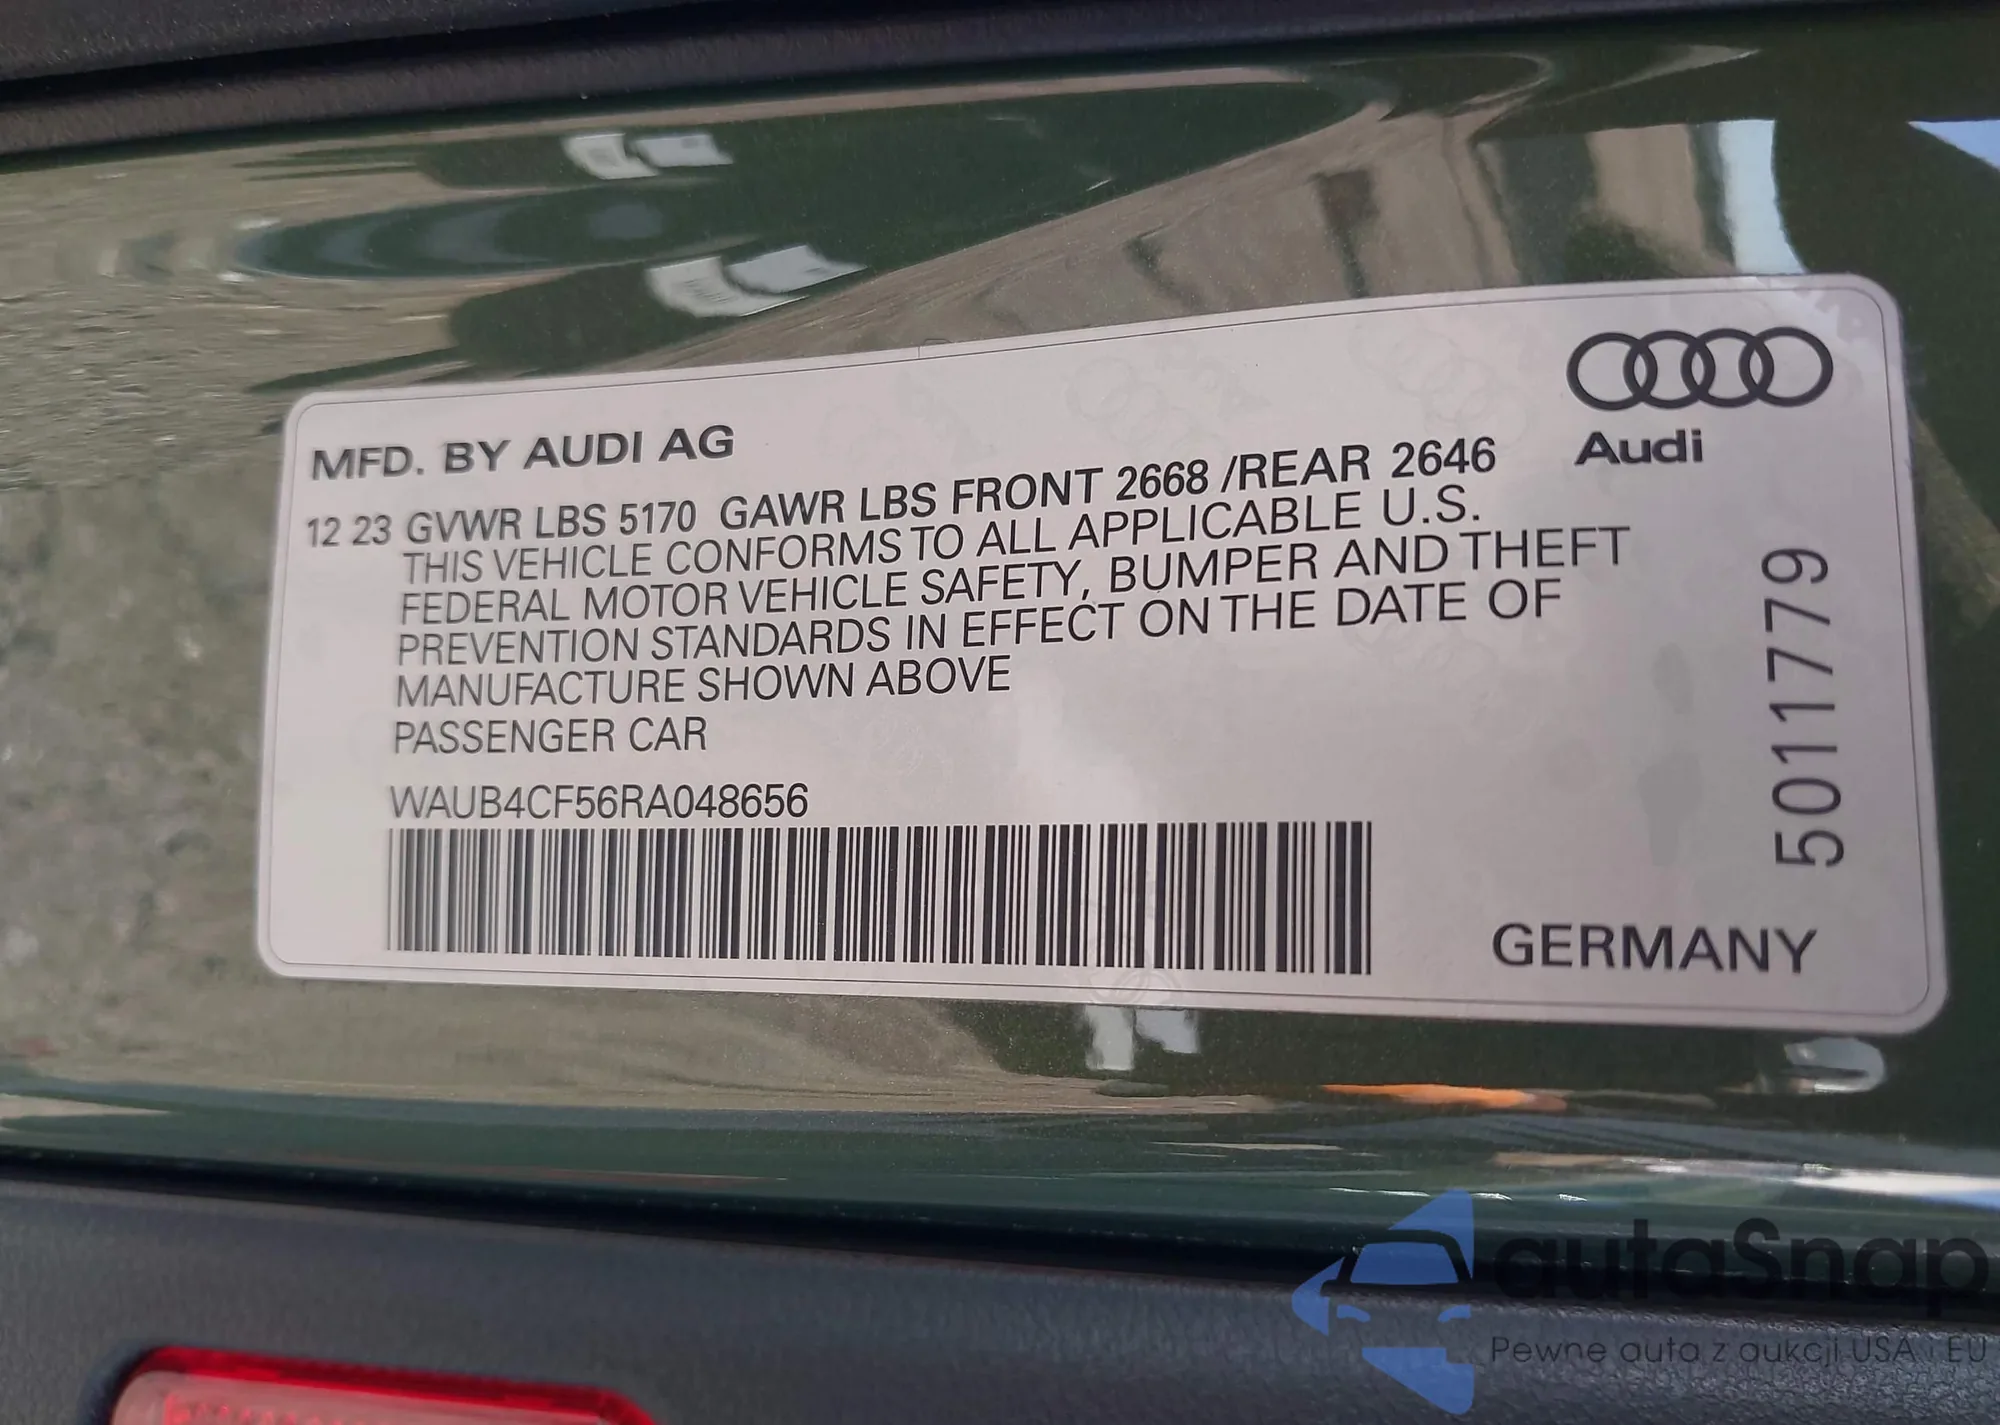 MFD. BY AUDI AG
Audi
12 23 GVWR LBS 5170 GAWR LBS FRONT 2668 /REAR 2646
THIS VEHICLE CONFORMS TO ALL APPLICABLE U.S.
FEDERAL MOTOR VEHICLE SAFETY, BUMPER AND THEFT
PREVENTION STANDARDS IN EFFECT ON THE DATE OF
MANUFACTURE SHOWN ABOVE
PASSENGER CAR
WAUB4CF56RA048656
5011779
GERMANY
autaSnap
Pewne auta z aukcji USA i EU